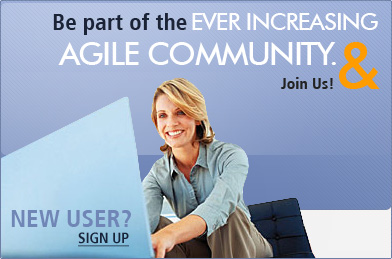 Be part of the EVER INCREASING
AGILE COMMUNITY. &
Join Us!
NEW USER?
SIGN UP